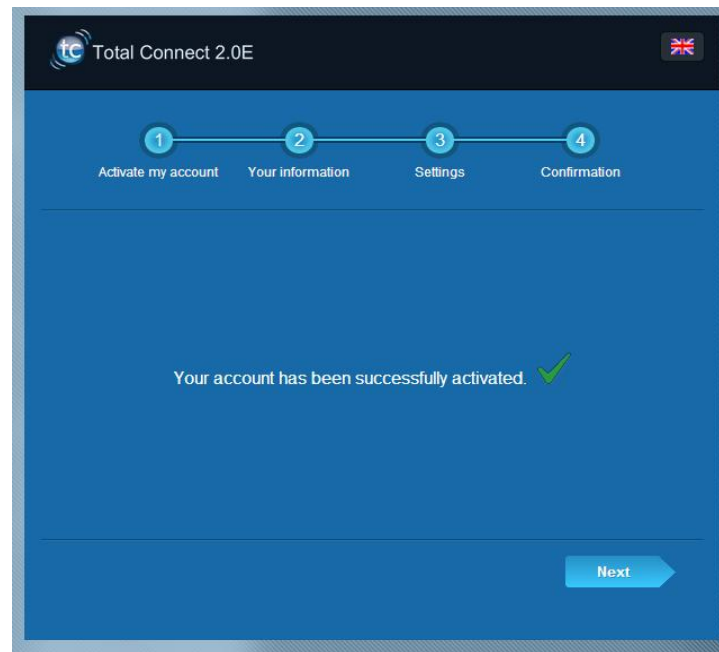 tc Total Connect 2.0E
1 2 3 4
Activate my account Your information Settings Confirmation
Your account has been successfully activated.
Next